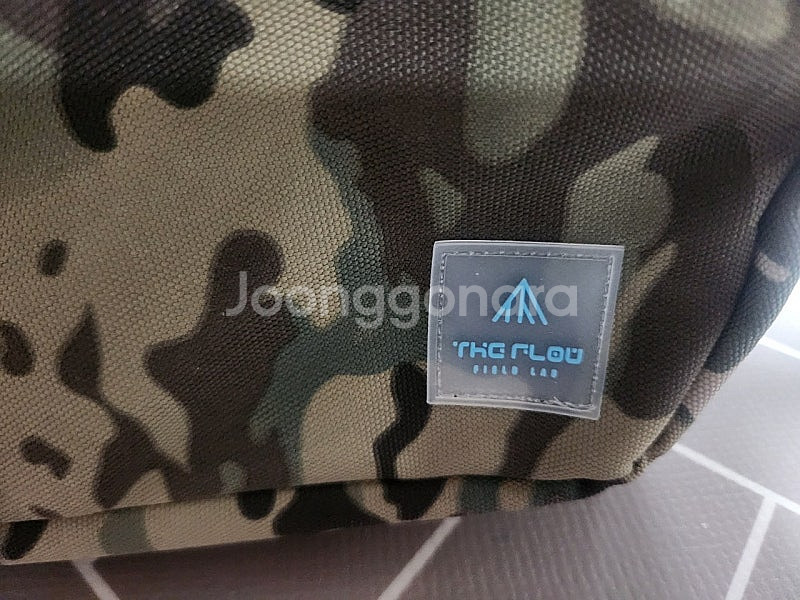 Joonggonara
THE FLOW
FIELD LAB